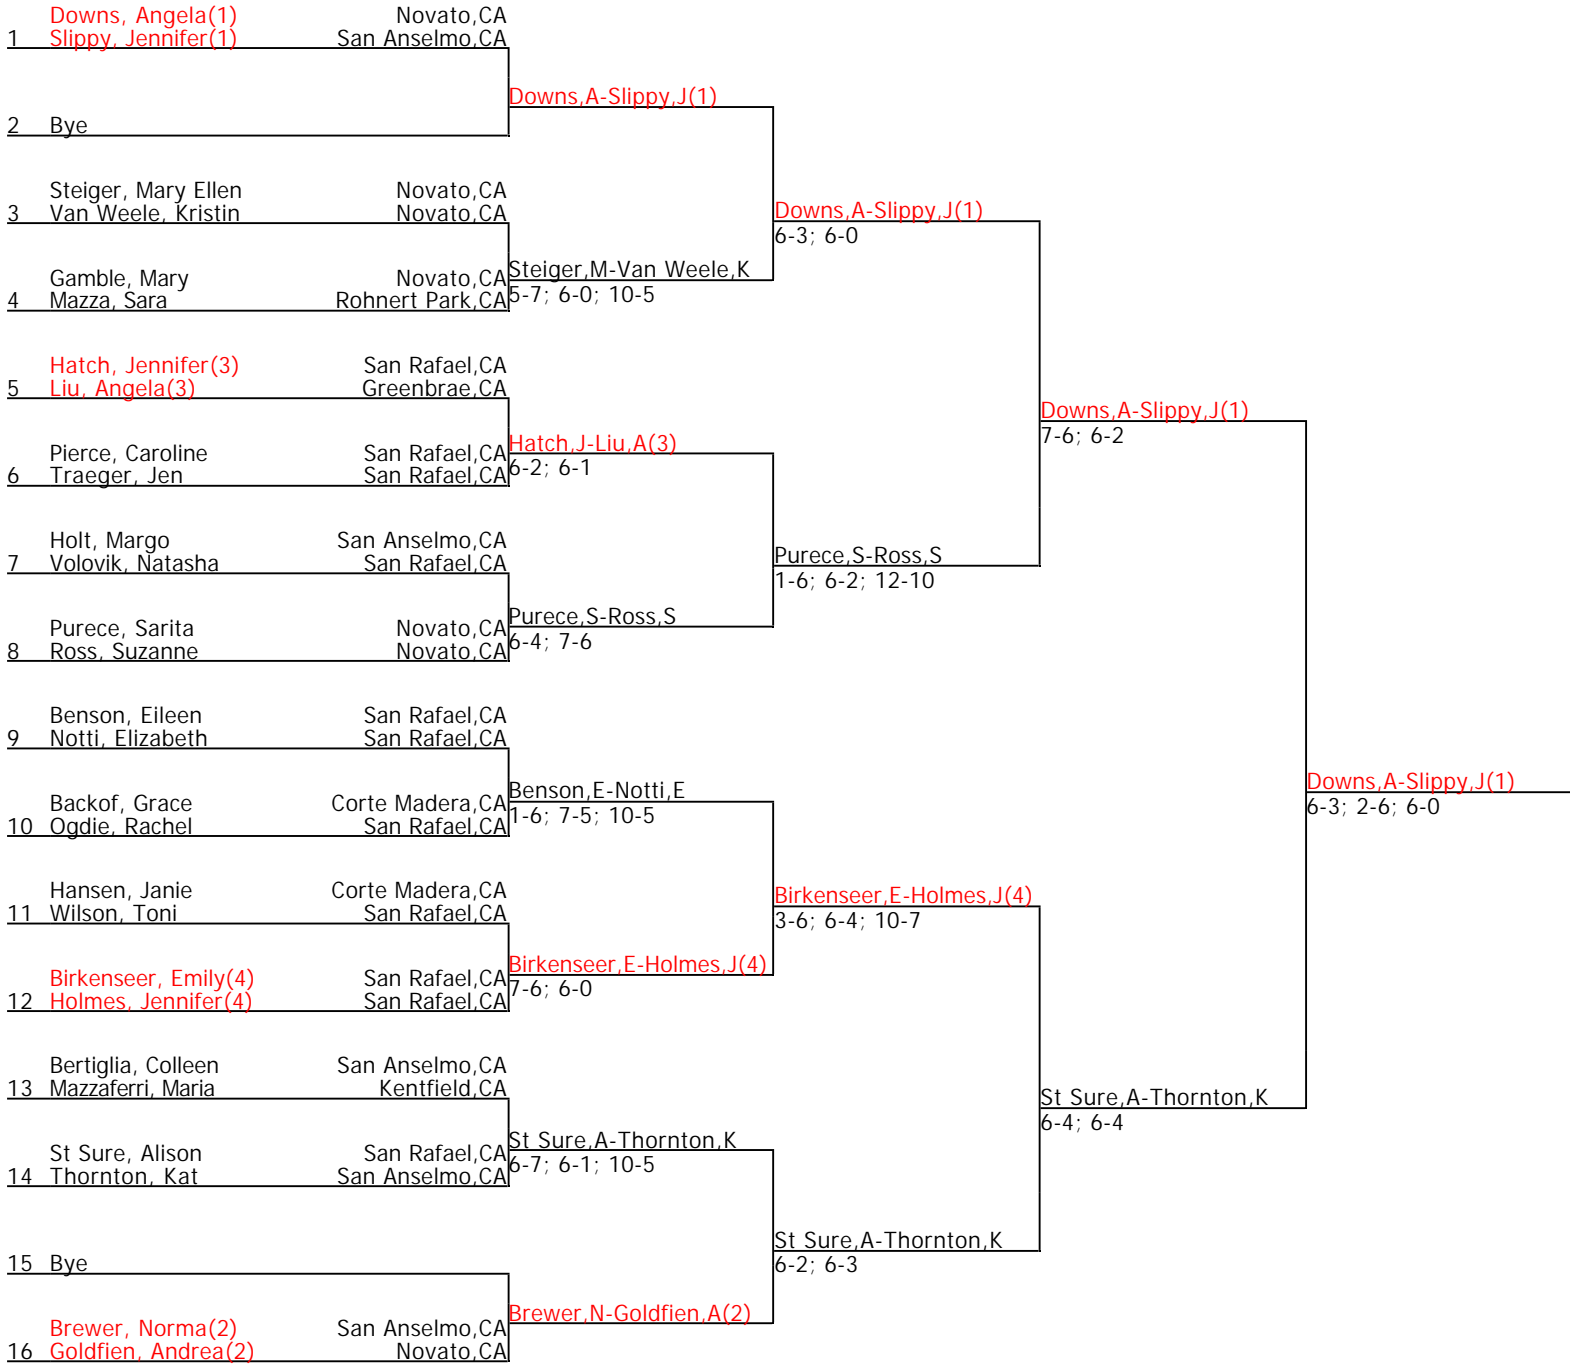 Downs, Angela(1) Novato,CA
1 Slippy, Jennifer(1) San Anselmo,CA
2 Bye
Steiger, Mary Ellen Novato,CA
3 Van Weele, Kristin Novato,CA
Gamble, Mary Novato,CA
4 Mazza, Sara Rohnert Park,CA
Hatch, Jennifer(3) San Rafael,CA
5 Liu, Angela(3) Greenbrae,CA
Pierce, Caroline San Rafael,CA
6 Traeger, Jen San Rafael,CA
Holt, Margo San Anselmo,CA
7 Volovik, Natasha San Rafael,CA
Purece, Sarita Novato,CA
8 Ross, Suzanne Novato,CA
Benson, Eileen San Rafael,CA
9 Notti, Elizabeth San Rafael,CA
Backof, Grace Corte Madera,CA
10 Ogdie, Rachel San Rafael,CA
Hansen, Janie Corte Madera,CA
11 Wilson, Toni San Rafael,CA
Birkenseer, Emily(4) San Rafael,CA
12 Holmes, Jennifer(4) San Rafael,CA
Bertiglia, Colleen San Anselmo,CA
13 Mazzaferri, Maria Kentfield,CA
St Sure, Alison San Rafael,CA
14 Thornton, Kat San Anselmo,CA
15 Bye
Brewer, Norma(2) San Anselmo,CA
16 Goldfien, Andrea(2) Novato,CA
Downs,A-Slippy,J(1)
Steiger,M-Van Weele,K
5-7; 6-0; 10-5
Hatch,J-Liu,A(3)
6-2; 6-1
Purece,S-Ross,S
6-4; 7-6
Benson,E-Notti,E
1-6; 7-5; 10-5
Birkenseer,E-Holmes,J(4)
7-6; 6-0
St Sure,A-Thornton,K
6-7; 6-1; 10-5
Brewer,N-Goldfien,A(2)
Downs,A-Slippy,J(1)
6-3; 6-0
Purece,S-Ross,S
1-6; 6-2; 12-10
Birkenseer,E-Holmes,J(4)
3-6; 6-4; 10-7
St Sure,A-Thornton,K
6-2; 6-3
Downs,A-Slippy,J(1)
7-6; 6-2
St Sure,A-Thornton,K
6-4; 6-4
Downs,A-Slippy,J(1)
6-3; 2-6; 6-0